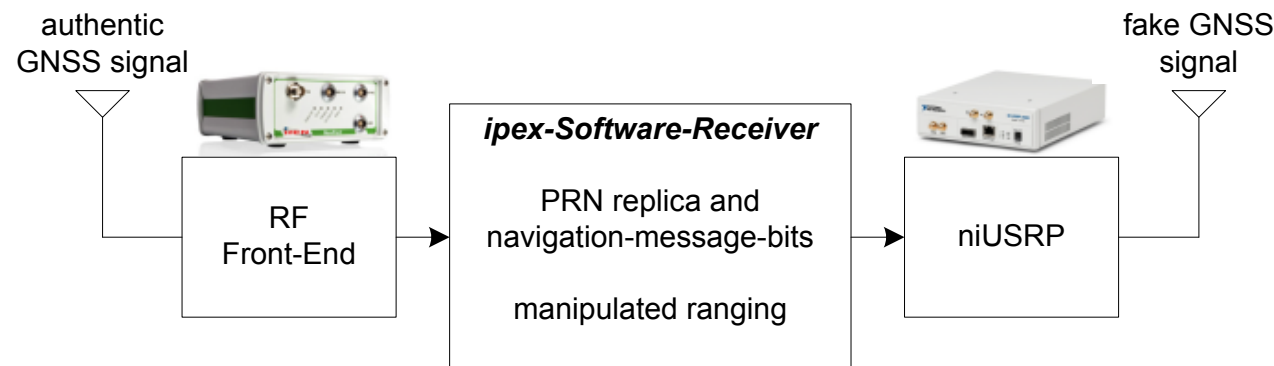 authentic
GNSS signal
fake GNSS
signal
ipex-Software-Receiver
PRN replica and
navigation-message-bits
manipulated ranging
RF
Front-End
niUSRP